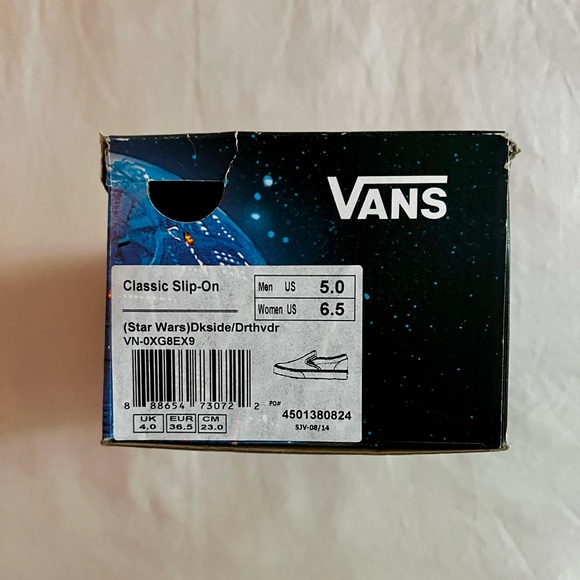 VANS
Classic Slip-On
Men US 5.0
Women US 6.5
(Star Wars)Dkside/Drthvdr
VN-0XG8EX9
8 88654 73072 2
PO# 4501380824
SJV-08/14
UK EUR CM
4.0 36.5 23.0